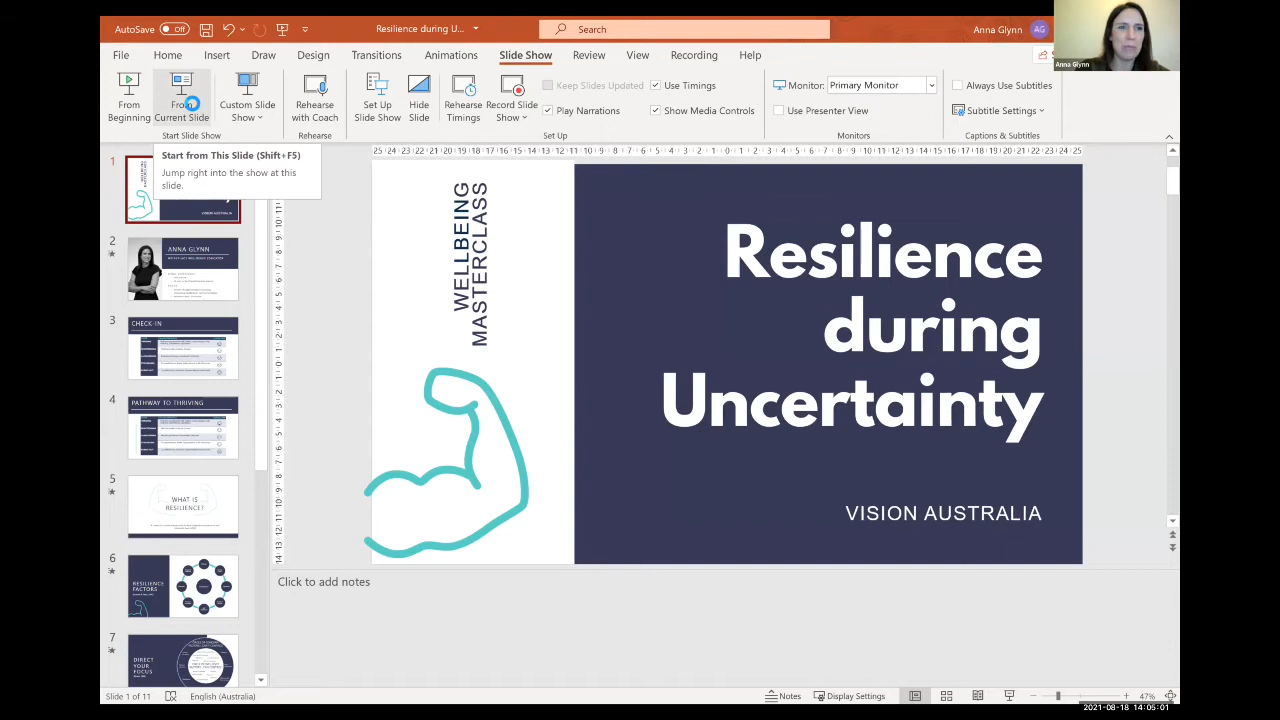 AutoSave Off
Resilience during U...
Search
Anna Glynn AG
Anna Glynn
File Home Insert Draw Design Transitions Animations Slide Show Review View Recording Help
From Beginning
From Current Slide
Custom Slide Show
Rehearse with Coach
Set Up Slide Show
Hide Slide
Rehearse Timings
Record Slide Show
Keep Slides Updated
Play Narrations
Use Timings
Show Media Controls
Monitor: Primary Monitor
Use Presenter View
Always Use Subtitles
Subtitle Settings
Start Slide Show
Rehearse
Set Up
Monitors
Captions & Subtitles
Start from This Slide (Shift+F5)
Jump right into the show at this
slide.
1
2
ANNA GLYNN
3
CHECK-IN
4
PATHWAY TO THRIVING
5
WHAT IS
RESILIENCE?
6
RESILIENCE
FACTORS
7
DIRECT
YOUR
FOCUS
WELLBEING
MASTERCLASS
Resilience
during
Uncertainty
VISION AUSTRALIA
Click to add notes
Slide 1 of 11
English (Australia)
Notes
Display Settings
47%
2021-08-18 14:05:01